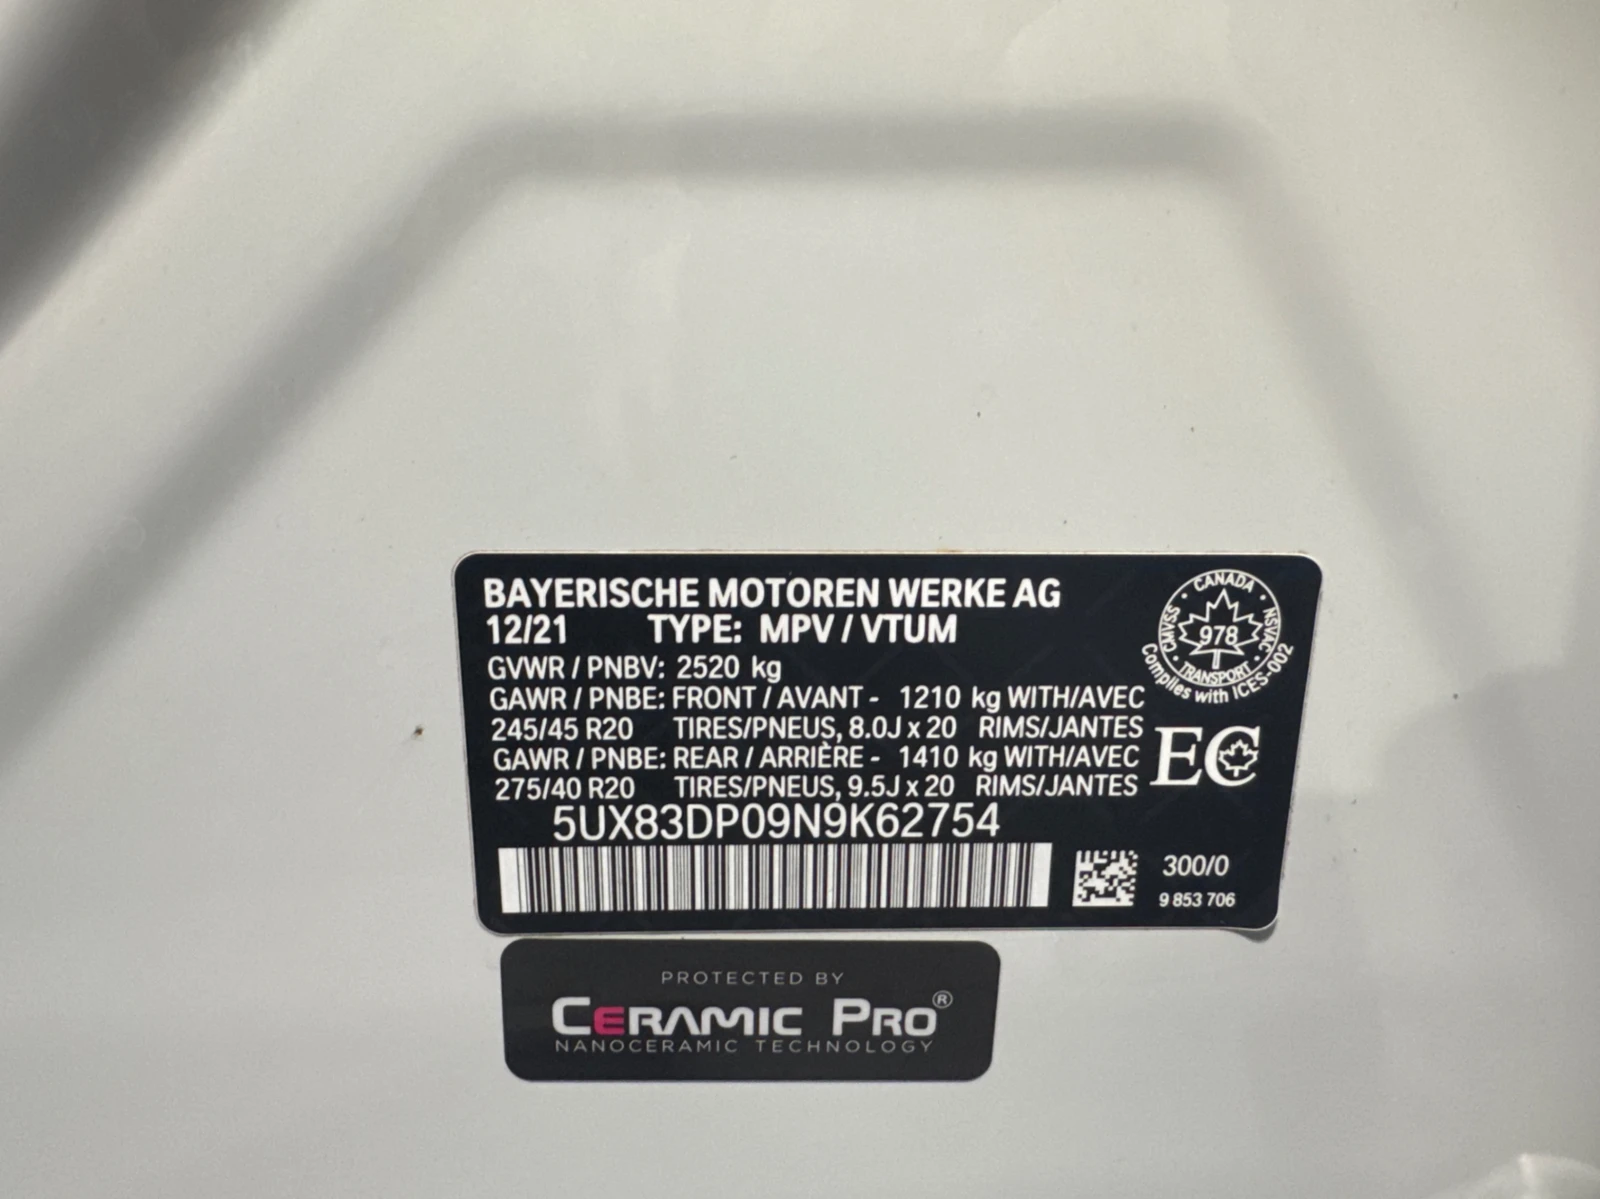 BAYERISCHE MOTOREN WERKE AG
12/21 TYPE: MPV / VTUM
GVWR / PNBV: 2520 kg
GAWR / PNBE: FRONT / AVANT - 1210 kg WITH/AVEC
245/45 R20 TIRES/PNEUS, 8.0J x 20 RIMS/JANTES
GAWR / PNBE: REAR / ARRIÈRE - 1410 kg WITH/AVEC
275/40 R20 TIRES/PNEUS, 9.5J x 20 RIMS/JANTES
5UX83DP09N9K62754
CANADA
CMVSS
NSVAC
978
TRANSPORT
Complies with ICES-002
EC
300/0
9 853 706
PROTECTED BY
CERAMIC PRO®
NANOCERAMIC TECHNOLOGY